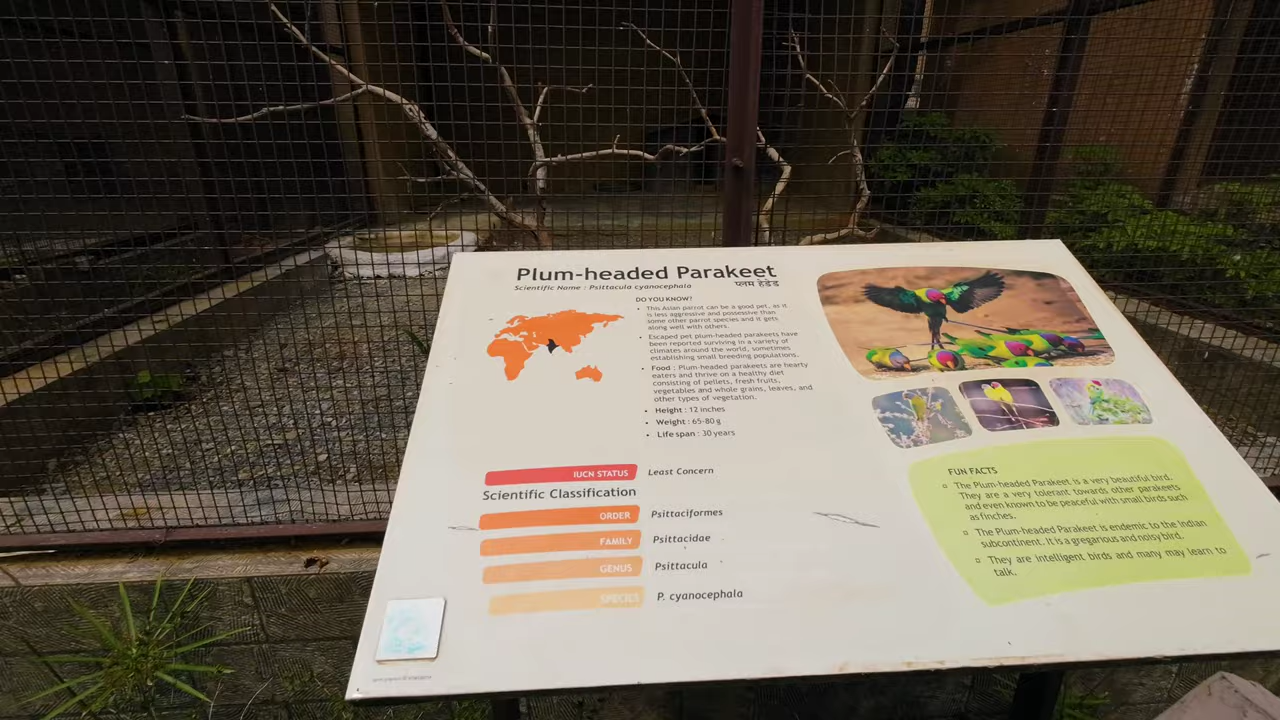 Plum-headed Parakeet
Scientific Name : Psittacula cyanocephala
प्लम हेडेड
DO YOU KNOW?
• This Asian parrot can be a good pet, as it
is less aggressive and possessive than
some other parrot species and it gets
along well with others.
• Escaped pet plum-headed parakeets have
been reported surviving in a variety of
climates around the world, sometimes
establishing small breeding populations.
• Food : Plum-headed parakeets are hearty
eaters and thrive on a healthy diet
consisting of pellets, fresh fruits,
vegetables and whole grains, leaves, and
other types of vegetation.
• Height : 12 inches
• Weight : 65-80 g
• Life span : 30 years
IUCN STATUS Least Concern
Scientific Classification
ORDER Psittaciformes
FAMILY Psittacidae
GENUS Psittacula
SPECIES P. cyanocephala
FUN FACTS
The Plum-headed Parakeet is a very beautiful bird.
They are a very tolerant towards other parakeets
and even known to be peaceful with small birds such
as finches.
The Plum-headed Parakeet is endemic to the Indian
subcontinent. It is a gregarious and noisy bird.
They are intelligent birds and many may learn to
talk.